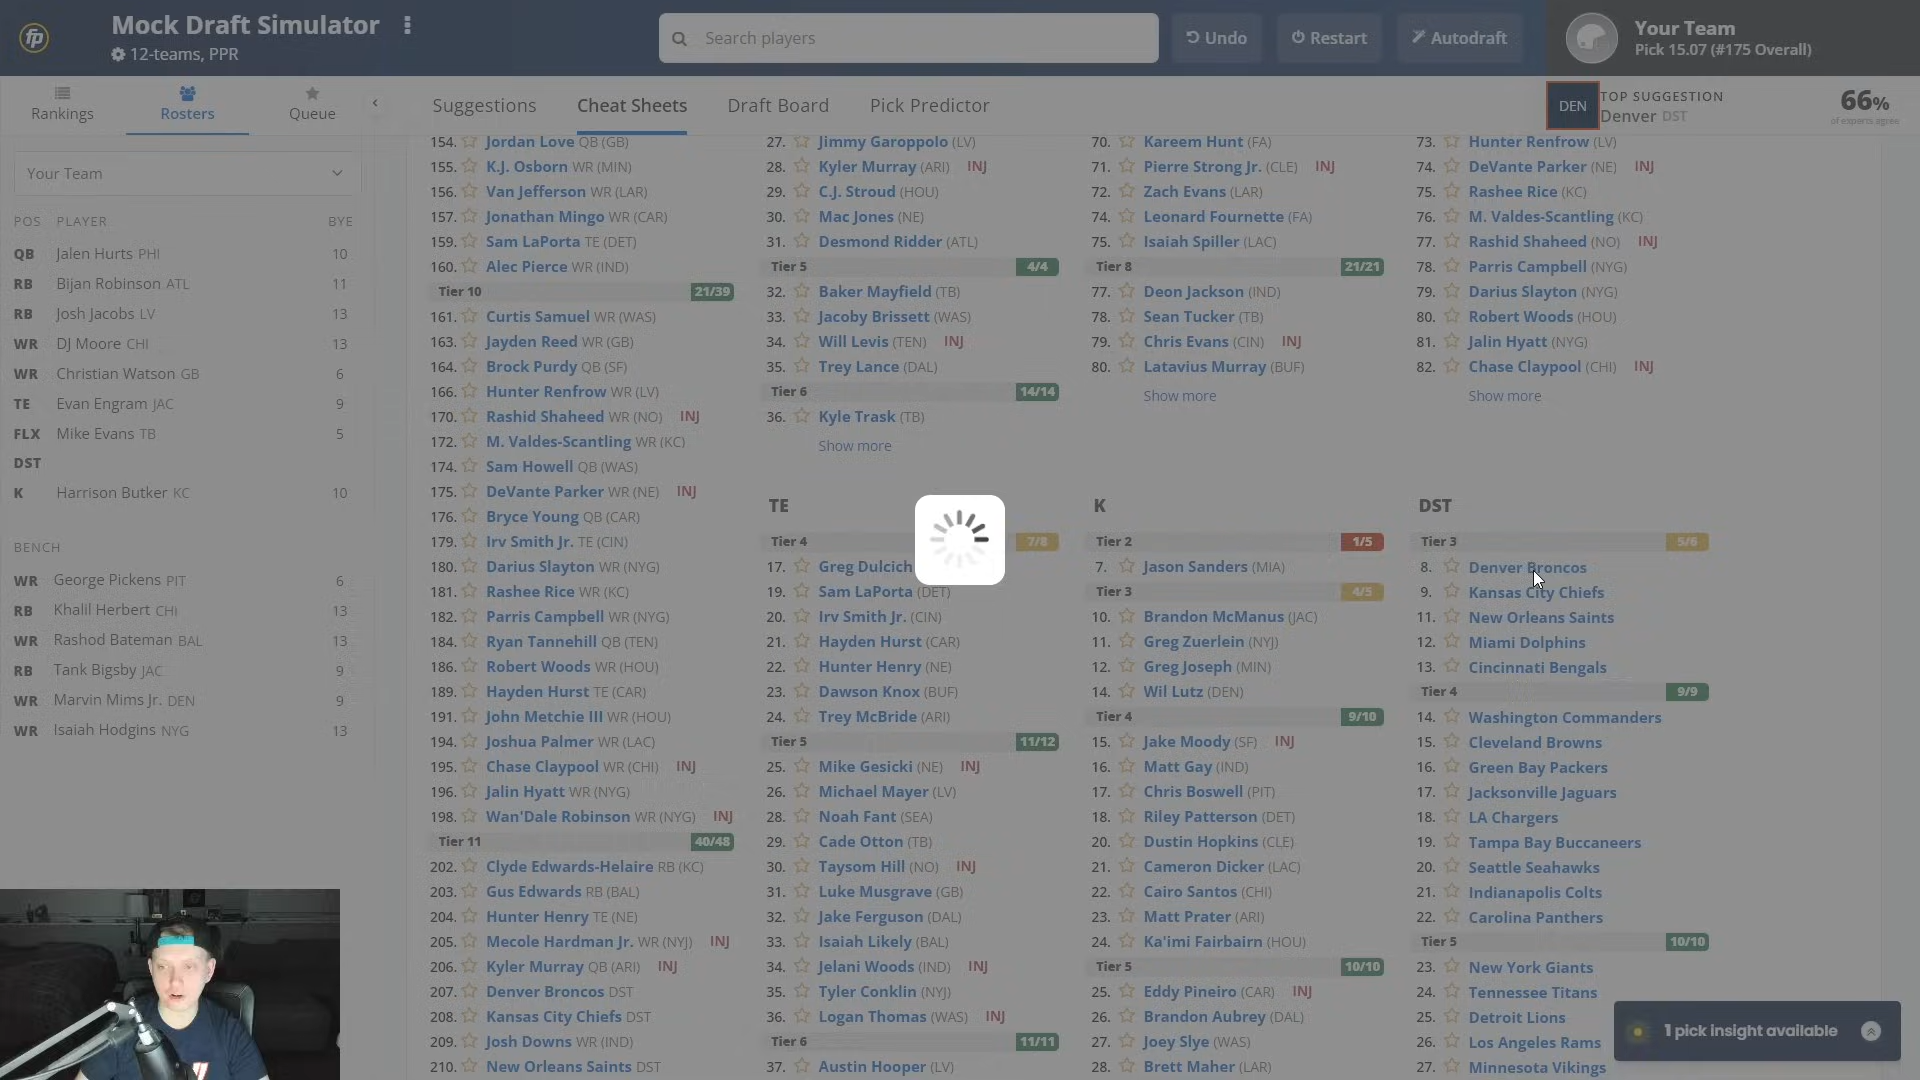 fp
Mock Draft Simulator
12-teams, PPR
Search players
Undo
Restart
Autodraft
Your Team
Pick 15.07 (#175 Overall)
Rankings
Rosters
Queue
Suggestions
Cheat Sheets
Draft Board
Pick Predictor
DEN
TOP SUGGESTION
Denver DST
66%
of experts agree
Your Team
POS PLAYER BYE
QB Jalen Hurts PHI 10
RB Bijan Robinson ATL 11
RB Josh Jacobs LV 13
WR DJ Moore CHI 13
WR Christian Watson GB 6
TE Evan Engram JAC 9
FLX Mike Evans TB 5
DST
K Harrison Butker KC 10
BENCH
WR George Pickens PIT 6
RB Khalil Herbert CHI 13
WR Rashod Bateman BAL 13
RB Tank Bigsby JAC 9
WR Marvin Mims Jr. DEN 9
WR Isaiah Hodgins NYG 13
154. Jordan Love QB (GB)
155. K.J. Osborn WR (MIN)
156. Van Jefferson WR (LAR)
157. Jonathan Mingo WR (CAR)
159. Sam LaPorta TE (DET)
160. Alec Pierce WR (IND)
Tier 10 21/39
161. Curtis Samuel WR (WAS)
163. Jayden Reed WR (GB)
164. Brock Purdy QB (SF)
166. Hunter Renfrow WR (LV)
170. Rashid Shaheed WR (NO) INJ
172. M. Valdes-Scantling WR (KC)
174. Sam Howell QB (WAS)
175. DeVante Parker WR (NE) INJ
176. Bryce Young QB (CAR)
179. Irv Smith Jr. TE (CIN)
180. Darius Slayton WR (NYG)
181. Rashee Rice WR (KC)
182. Parris Campbell WR (NYG)
184. Ryan Tannehill QB (TEN)
186. Robert Woods WR (HOU)
189. Hayden Hurst TE (CAR)
191. John Metchie III WR (HOU)
194. Joshua Palmer WR (LAC)
195. Chase Claypool WR (CHI) INJ
196. Jalin Hyatt WR (NYG)
198. Wan'Dale Robinson WR (NYG) INJ
Tier 11 40/48
202. Clyde Edwards-Helaire RB (KC)
203. Gus Edwards RB (BAL)
204. Hunter Henry TE (NE)
205. Mecole Hardman Jr. WR (NYJ) INJ
206. Kyler Murray QB (ARI) INJ
207. Denver Broncos DST
208. Kansas City Chiefs DST
209. Josh Downs WR (IND)
210. New Orleans Saints DST
27. Jimmy Garoppolo (LV)
28. Kyler Murray (ARI) INJ
29. C.J. Stroud (HOU)
30. Mac Jones (NE)
31. Desmond Ridder (ATL)
Tier 5 4/4
32. Baker Mayfield (TB)
33. Jacoby Brissett (WAS)
34. Will Levis (TEN) INJ
35. Trey Lance (DAL)
Tier 6 14/14
36. Kyle Trask (TB)
Show more
70. Kareem Hunt (FA)
71. Pierre Strong Jr. (CLE) INJ
72. Zach Evans (LAR)
74. Leonard Fournette (FA)
75. Isaiah Spiller (LAC)
Tier 8 21/21
77. Deon Jackson (IND)
78. Sean Tucker (TB)
79. Chris Evans (CIN) INJ
80. Latavius Murray (BUF)
Show more
73. Hunter Renfrow (LV)
74. DeVante Parker (NE) INJ
75. Rashee Rice (KC)
76. M. Valdes-Scantling (KC)
77. Rashid Shaheed (NO) INJ
78. Parris Campbell (NYG)
79. Darius Slayton (NYG)
80. Robert Woods (HOU)
81. Jalin Hyatt (NYG)
82. Chase Claypool (CHI) INJ
Show more
TE
Tier 4 7/8
17. Greg Dulcich
19. Sam LaPorta (DET)
20. Irv Smith Jr. (CIN)
21. Hayden Hurst (CAR)
22. Hunter Henry (NE)
23. Dawson Knox (BUF)
24. Trey McBride (ARI)
Tier 5 11/12
25. Mike Gesicki (NE) INJ
26. Michael Mayer (LV)
28. Noah Fant (SEA)
29. Cade Otton (TB)
30. Taysom Hill (NO) INJ
31. Luke Musgrave (GB)
32. Jake Ferguson (DAL)
33. Isaiah Likely (BAL)
34. Jelani Woods (IND) INJ
35. Tyler Conklin (NYJ)
36. Logan Thomas (WAS) INJ
Tier 6 11/11
37. Austin Hooper (LV)
K
Tier 2 1/5
7. Jason Sanders (MIA)
Tier 3 4/5
10. Brandon McManus (JAC)
11. Greg Zuerlein (NYJ)
12. Greg Joseph (MIN)
14. Wil Lutz (DEN)
Tier 4 9/10
15. Jake Moody (SF) INJ
16. Matt Gay (IND)
17. Chris Boswell (PIT)
18. Riley Patterson (DET)
20. Dustin Hopkins (CLE)
21. Cameron Dicker (LAC)
22. Cairo Santos (CHI)
23. Matt Prater (ARI)
24. Ka'imi Fairbairn (HOU)
Tier 5 10/10
25. Eddy Pineiro (CAR) INJ
26. Brandon Aubrey (DAL)
27. Joey Slye (WAS)
28. Brett Maher (LAR)
DST
Tier 3 5/6
8. Denver Broncos
9. Kansas City Chiefs
11. New Orleans Saints
12. Miami Dolphins
13. Cincinnati Bengals
Tier 4 9/9
14. Washington Commanders
15. Cleveland Browns
16. Green Bay Packers
17. Jacksonville Jaguars
18. LA Chargers
19. Tampa Bay Buccaneers
20. Seattle Seahawks
21. Indianapolis Colts
22. Carolina Panthers
Tier 5 10/10
23. New York Giants
24. Tennessee Titans
25. Detroit Lions
26. Los Angeles Rams
27. Minnesota Vikings
1 pick insight available